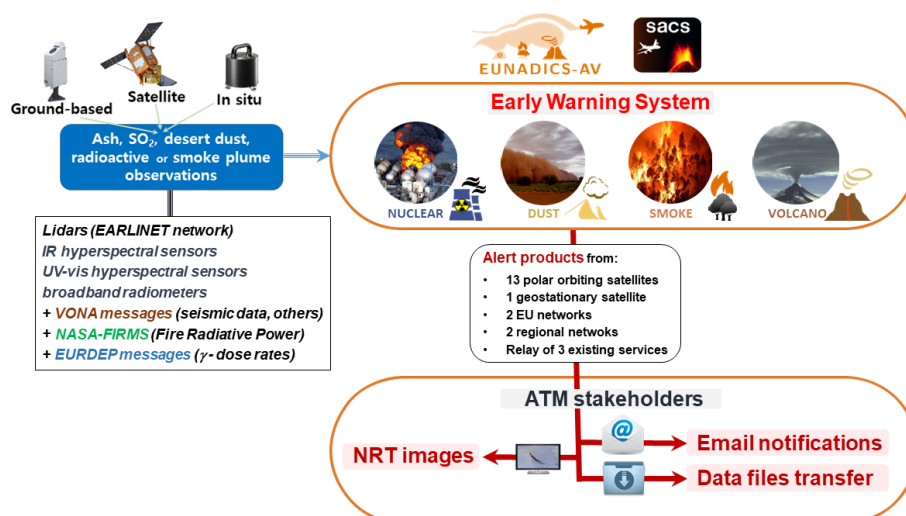 EUNADICS-AV
sacs
Ground-based
Satellite
In situ
Ash, SO₂, desert dust,
radioactive or smoke plume
observations
Early Warning System
NUCLEAR
DUST
SMOKE
VOLCANO
Lidars (EARLINET network)
IR hyperspectral sensors
UV-vis hyperspectral sensors
broadband radiometers
+ VONA messages (seismic data, others)
+ NASA-FIRMS (Fire Radiative Power)
+ EURDEP messages (γ- dose rates)
Alert products from:
• 13 polar orbiting satellites
• 1 geostationary satellite
• 2 EU networks
• 2 regional netwoks
• Relay of 3 existing services
ATM stakeholders
NRT images
@
Email notifications
Data files transfer